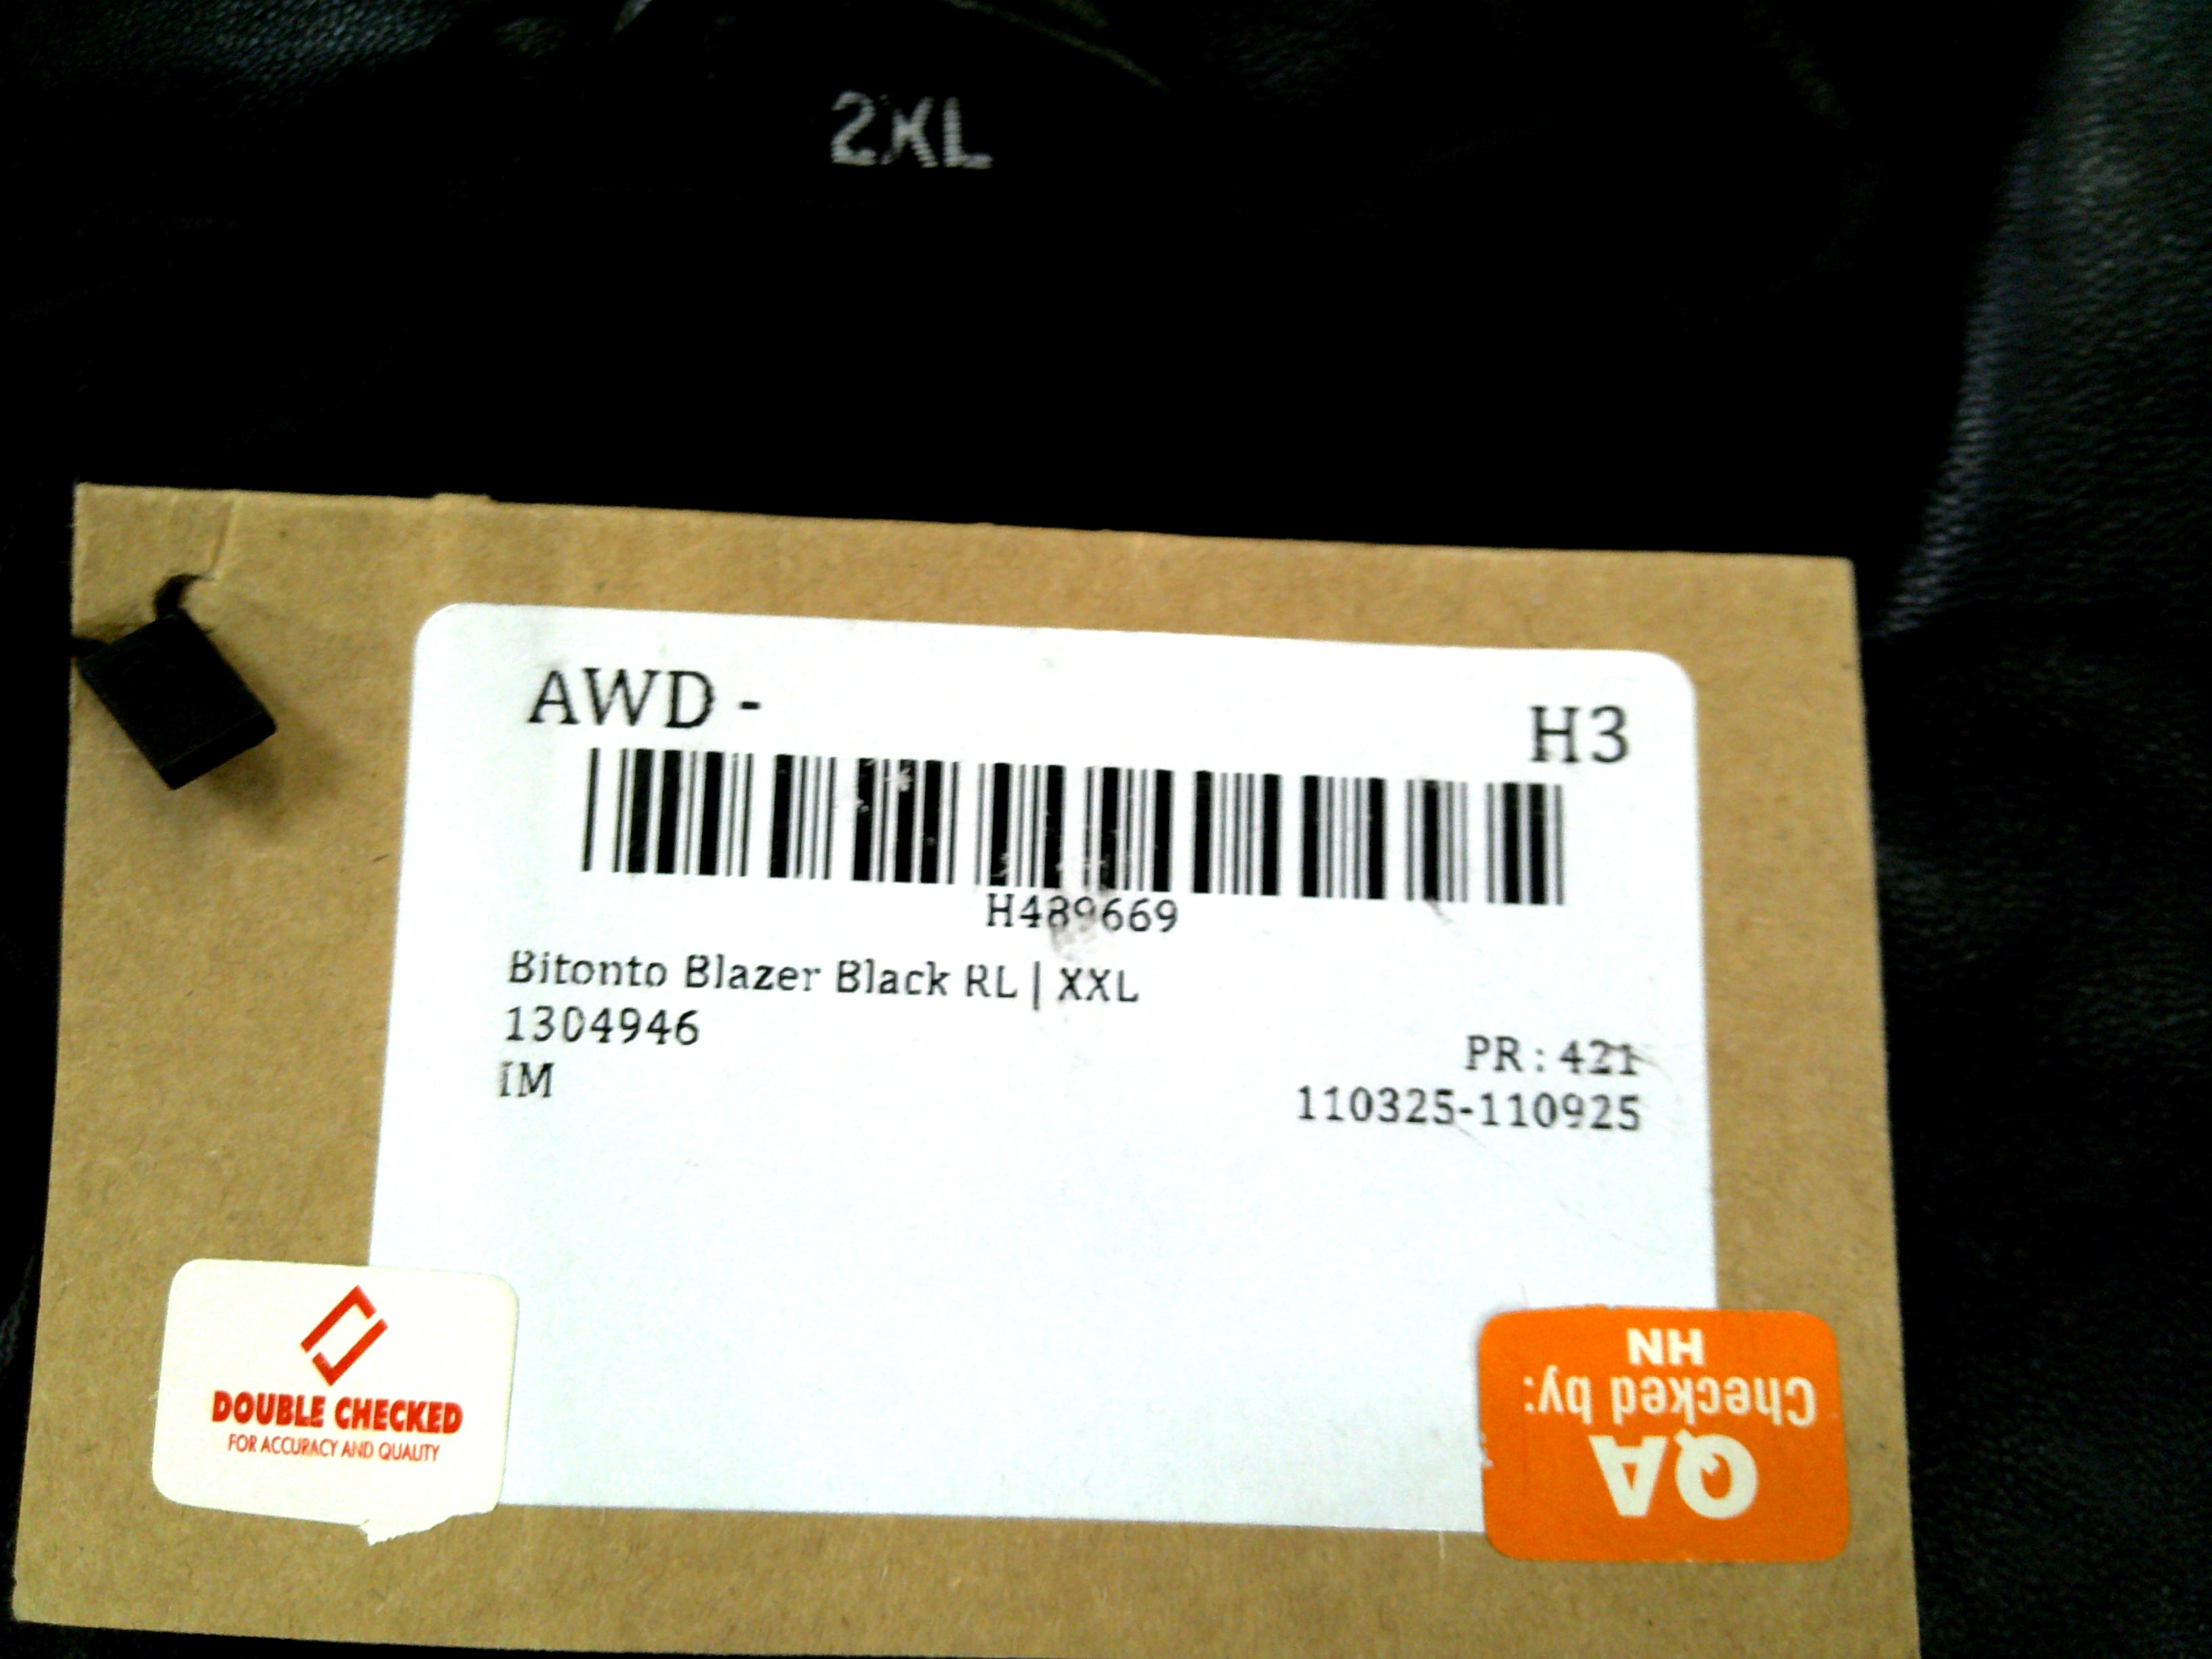 2XL
AWD -
H3
H489669
Bitonto Blazer Black RL | XXL
1304946
PR : 421
IM
110325-110925
DOUBLE CHECKED
FOR ACCURACY AND QUALITY
QA
Checked by:
HN